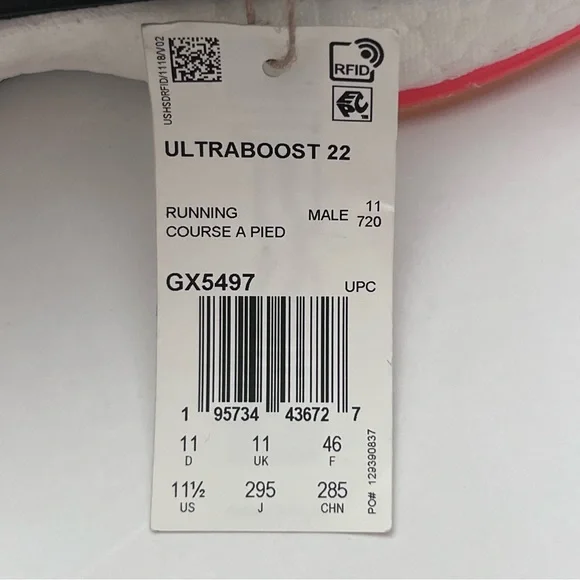 USHSDRFID/1118/V02
RFID
EPC
ULTRABOOST 22
RUNNING MALE 11
COURSE A PIED 720
GX5497 UPC
1 95734 43672 7
11 11 46
D UK F
11½ 295 285
US J CHN
PO# 129390837